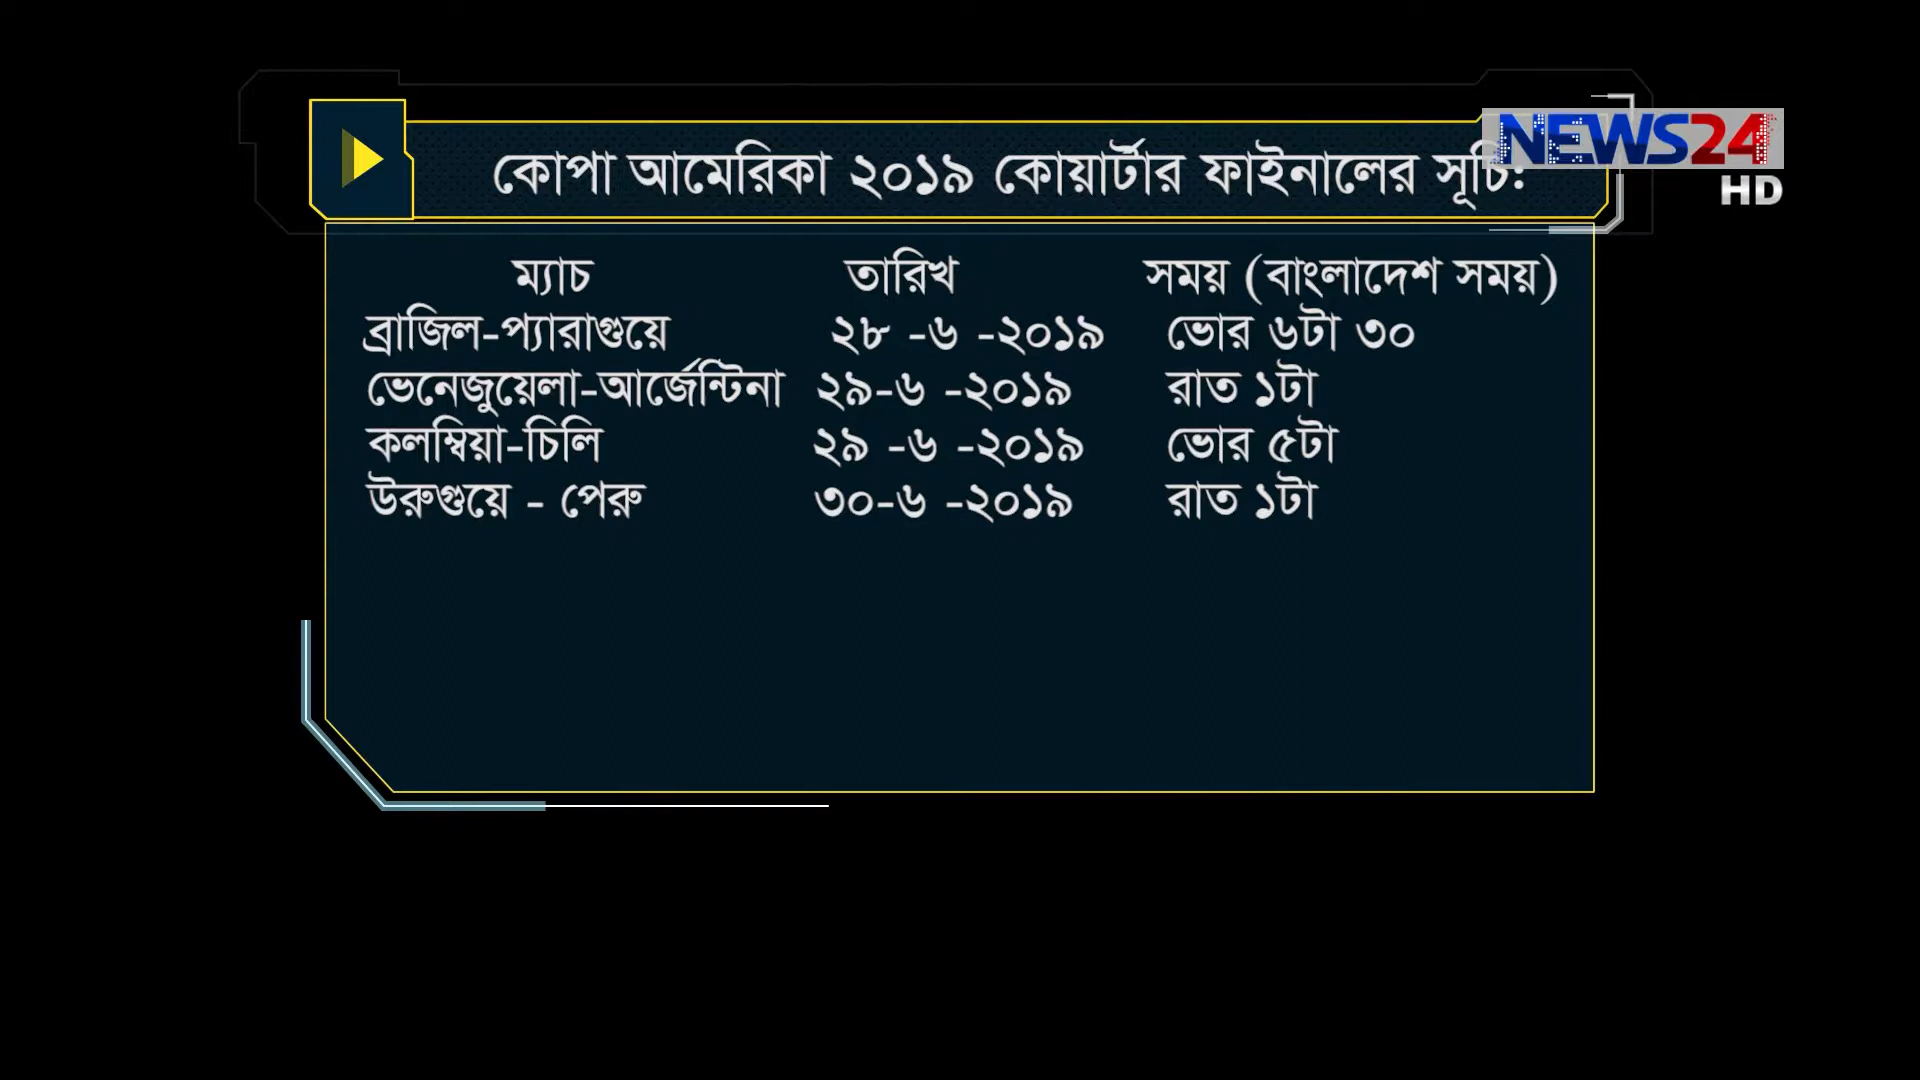 কোপা আমেরিকা ২০১৯ কোয়ার্টার ফাইনালের সূচি:
NEWS24
HD
ম্যাচ তারিখ সময় (বাংলাদেশ সময়)
ব্রাজিল-প্যারাগুয়ে ২৮ -৬ -২০১৯ ভোর ৬টা ৩০
ভেনেজুয়েলা-আর্জেন্টিনা ২৯-৬ -২০১৯ রাত ১টা
কলম্বিয়া-চিলি ২৯ -৬ -২০১৯ ভোর ৫টা
উরুগুয়ে - পেরু ৩০-৬ -২০১৯ রাত ১টা